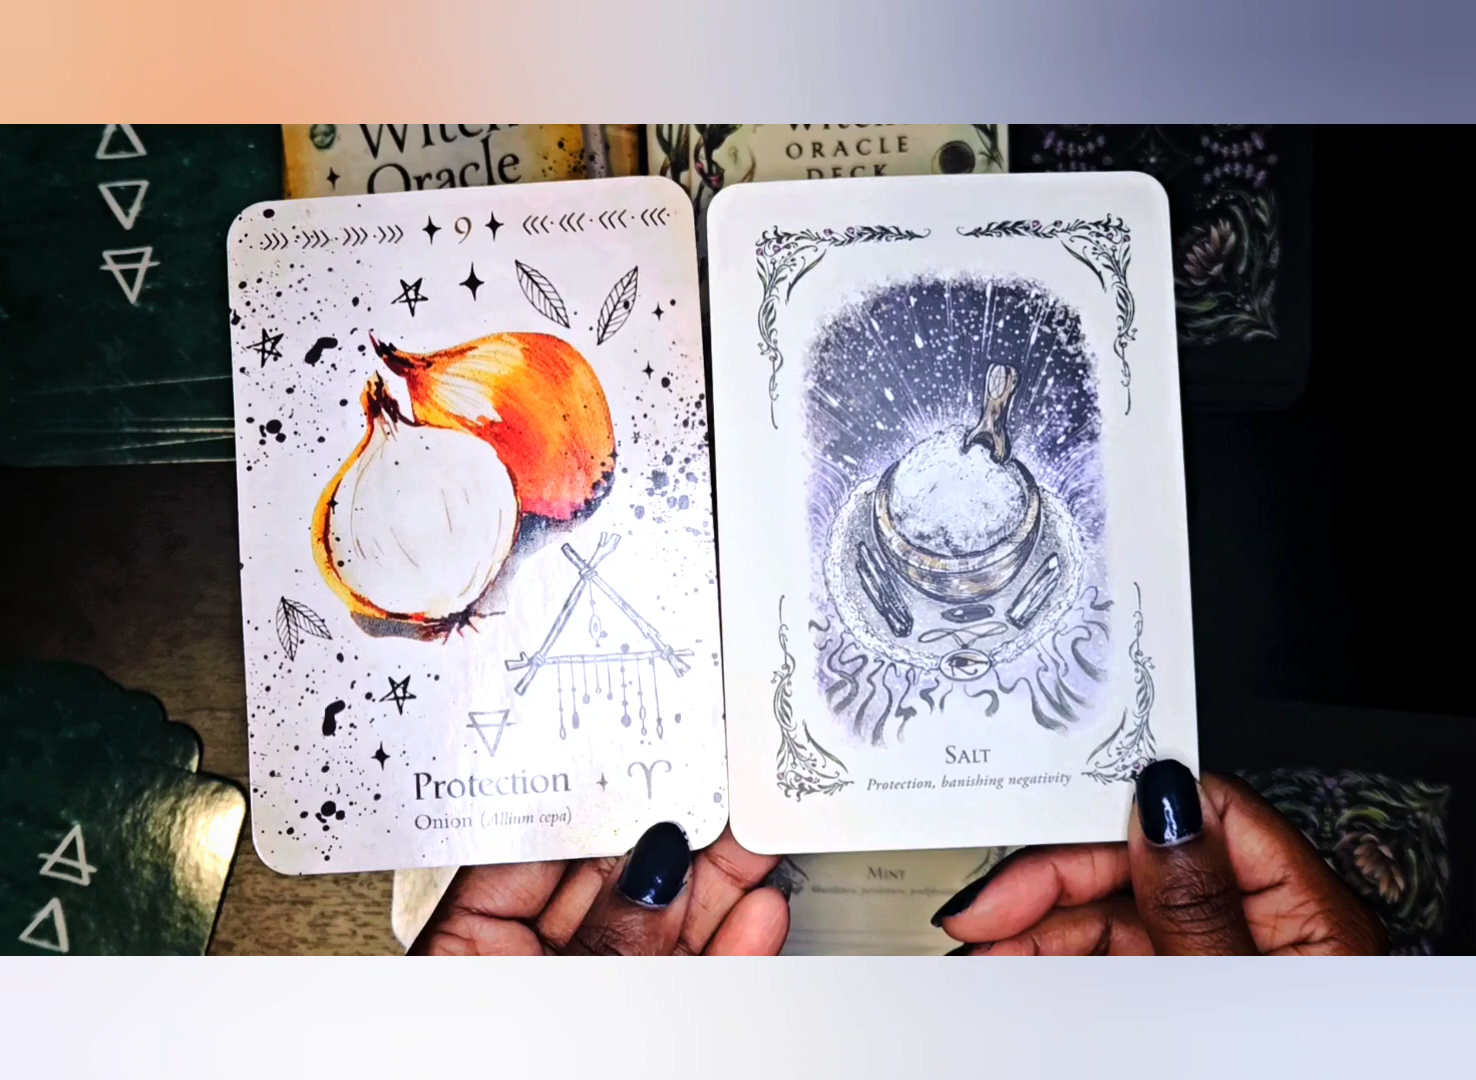 Witch
Oracle
ORACLE
DECK
9
Protection
Onion (Allium cepa)
SALT
Protection, banishing negativity
MINT